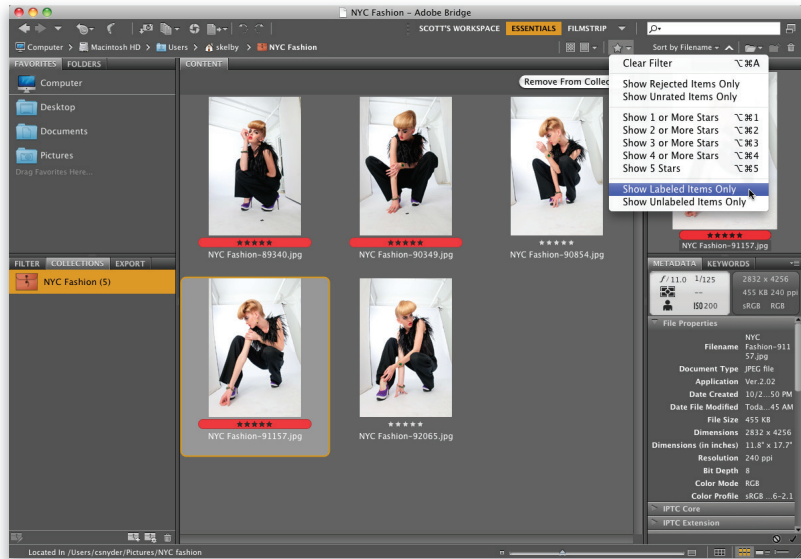 NYC Fashion – Adobe Bridge
SCOTT'S WORKSPACE ESSENTIALS FILMSTRIP
Computer > Macintosh HD > Users > skelby > NYC Fashion
Sort by Filename
FAVORITES FOLDERS
Computer
Desktop
Documents
Pictures
Drag Favorites Here...
FILTER COLLECTIONS EXPORT
NYC Fashion (5)
CONTENT
Remove From Collec
NYC Fashion-89340.jpg
NYC Fashion-90349.jpg
NYC Fashion-90854.jpg
NYC Fashion-91157.jpg
NYC Fashion-92065.jpg
Clear Filter ⌥⌘A
Show Rejected Items Only
Show Unrated Items Only
Show 1 or More Stars ⌥⌘1
Show 2 or More Stars ⌥⌘2
Show 3 or More Stars ⌥⌘3
Show 4 or More Stars ⌥⌘4
Show 5 Stars ⌥⌘5
Show Labeled Items Only
Show Unlabeled Items Only
NYC Fashion-91157.jpg
METADATA KEYWORDS
f/11.0 1/125
--
ISO200
2832 x 4256
455 KB 240 ppi
sRGB RGB
File Properties
Filename NYC Fashion-91157.jpg
Document Type JPEG file
Application Ver.2.02
Date Created 10/2...50 PM
Date File Modified Toda...45 AM
File Size 455 KB
Dimensions 2832 x 4256
Dimensions (in inches) 11.8" x 17.7"
Resolution 240 ppi
Bit Depth 8
Color Mode RGB
Color Profile sRGB ...6-2.1
IPTC Core
IPTC Extension
Located In /Users/csnyder/Pictures/NYC fashion